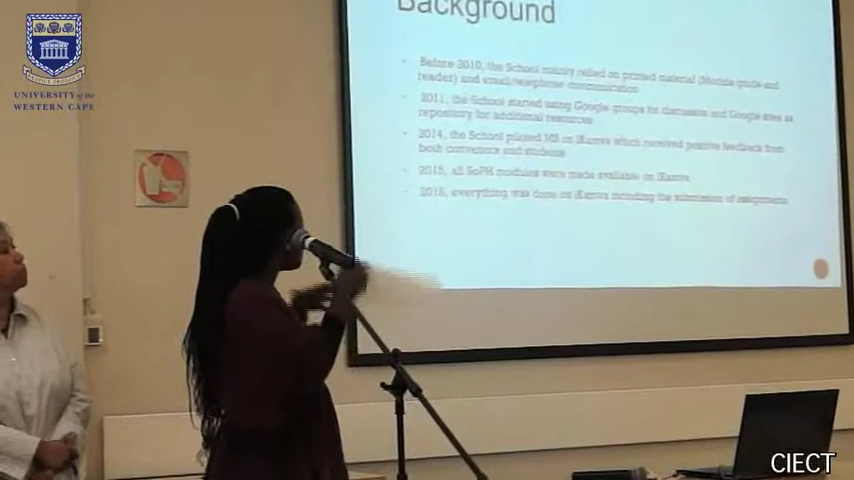 UNIVERSITY of the
WESTERN CAPE
Background
Before 2010, the School mainly relied on printed material (Module guide and
reader) and email/telephone communication
2011, the School started using Google groups for discussion and Google sites as
repository for additional resources
2014, the School piloted M5 on iKamva which received positive feedback from
both convenors and students
2015, all SoPH modules were made available on iKamva
2018, everything was done on iKamva including the submission of assignments
CIECT